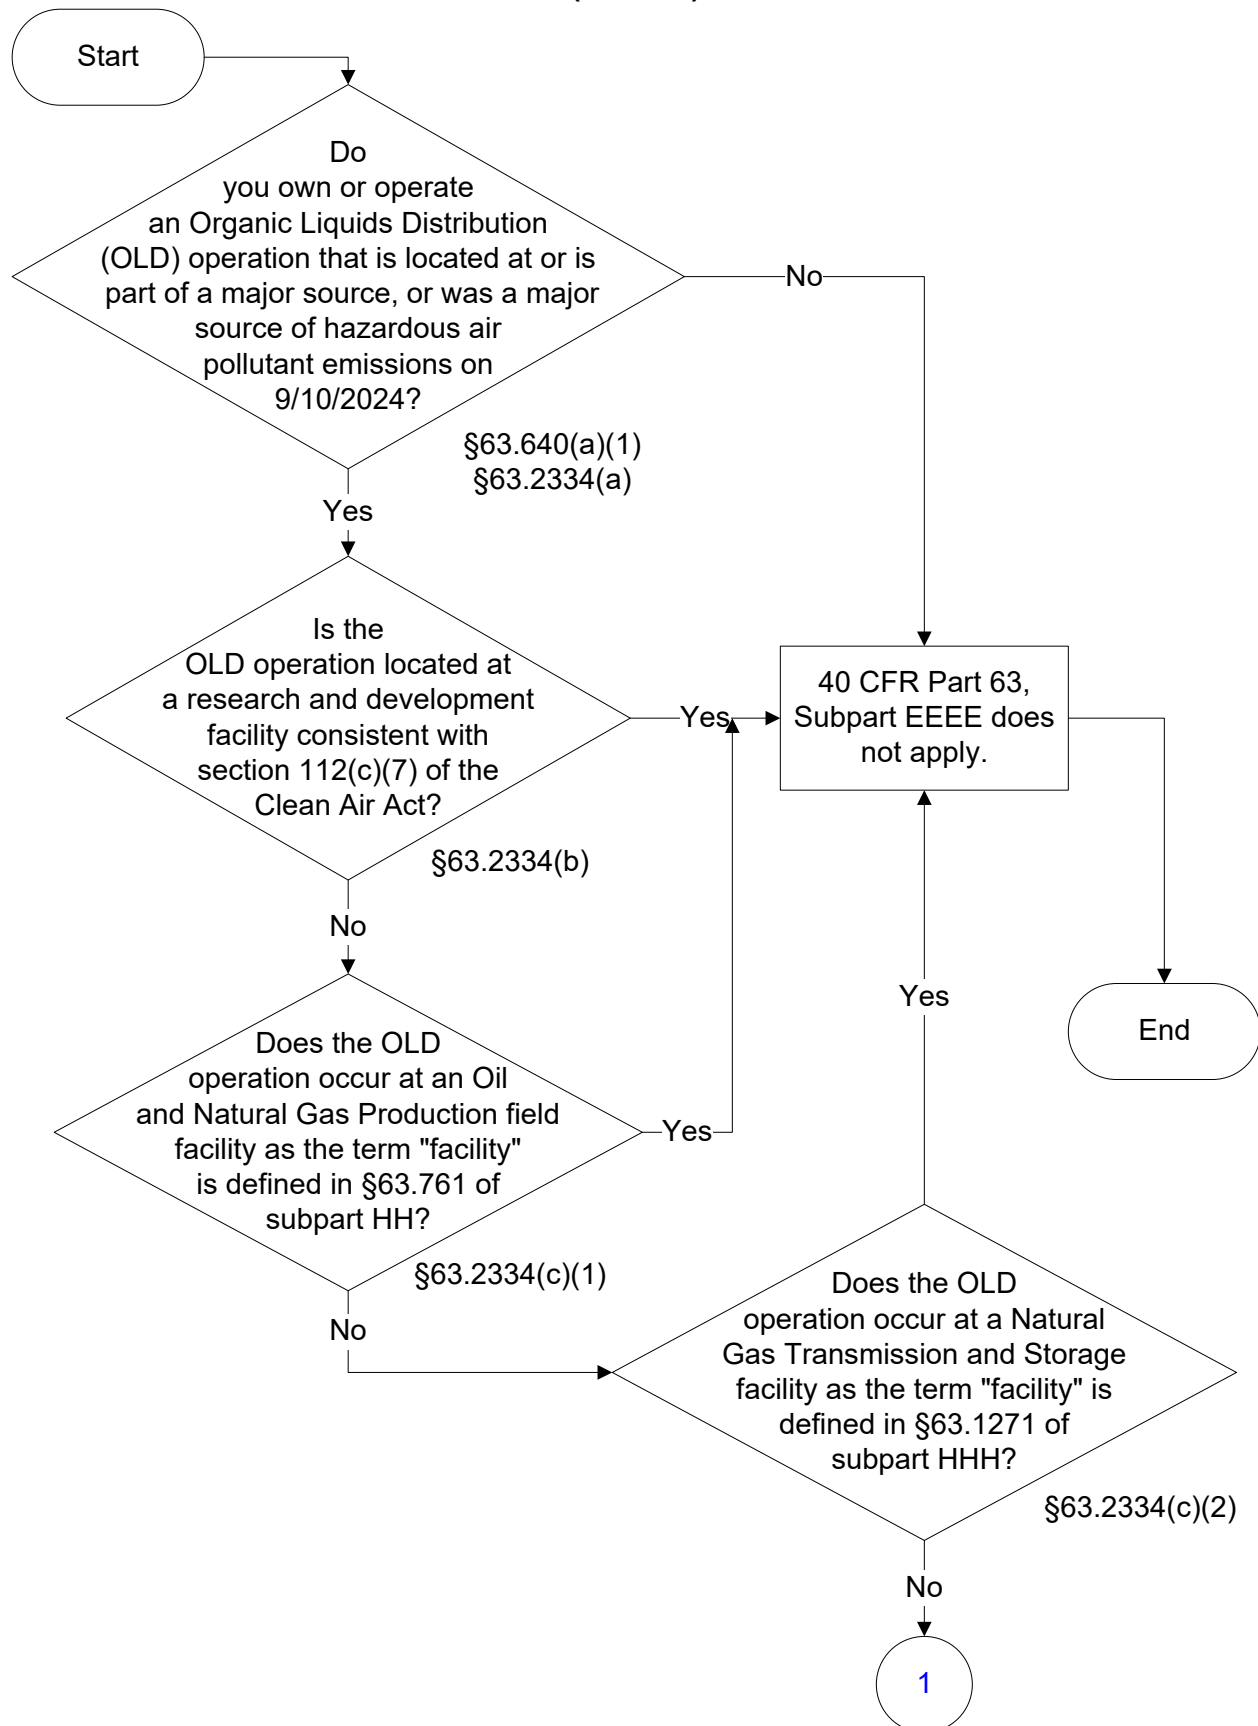 Start
Do
you own or operate
an Organic Liquids Distribution
(OLD) operation that is located at or is
part of a major source, or was a major
source of hazardous air
pollutant emissions on
9/10/2024?
No
§63.640(a)(1)
§63.2334(a)
Yes
Is the
OLD operation located at
a research and development
facility consistent with
section 112(c)(7) of the
Clean Air Act?
Yes
40 CFR Part 63,
Subpart EEEE does
not apply.
§63.2334(b)
No
Yes
End
Does the OLD
operation occur at an Oil
and Natural Gas Production field
facility as the term "facility"
is defined in §63.761 of
subpart HH?
Yes
§63.2334(c)(1)
No
Does the OLD
operation occur at a Natural
Gas Transmission and Storage
facility as the term "facility" is
defined in §63.1271 of
subpart HHH?
§63.2334(c)(2)
No
1